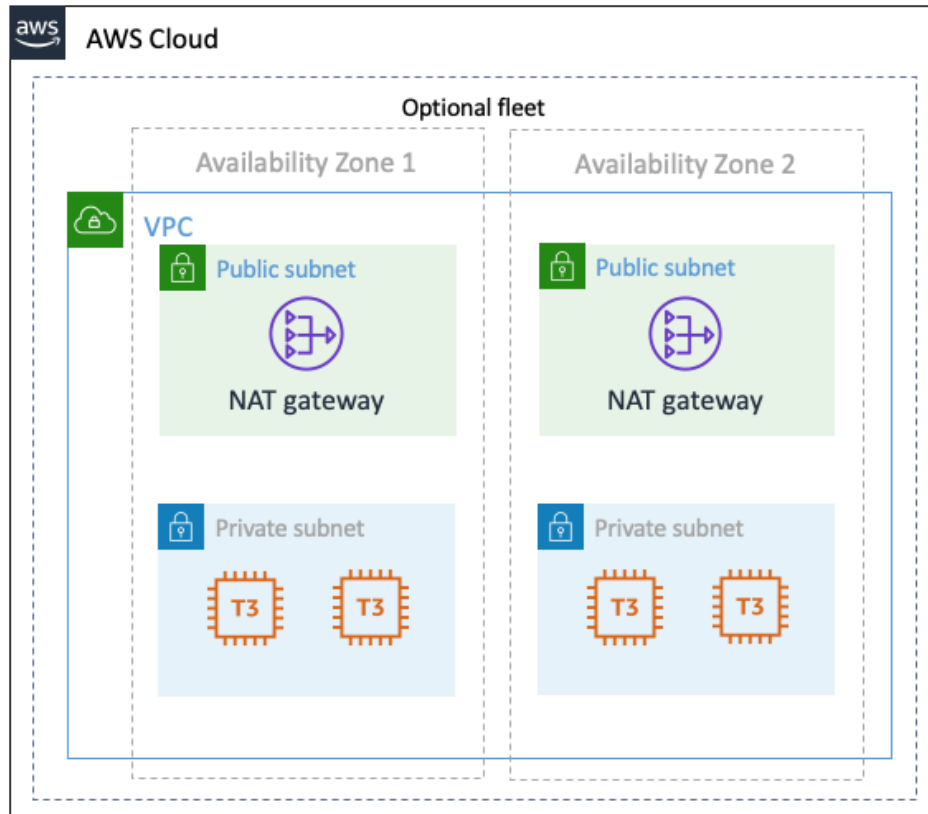 aws
AWS Cloud
Optional fleet
Availability Zone 1
Availability Zone 2
VPC
Public subnet
NAT gateway
Public subnet
NAT gateway
Private subnet
T3
T3
Private subnet
T3
T3